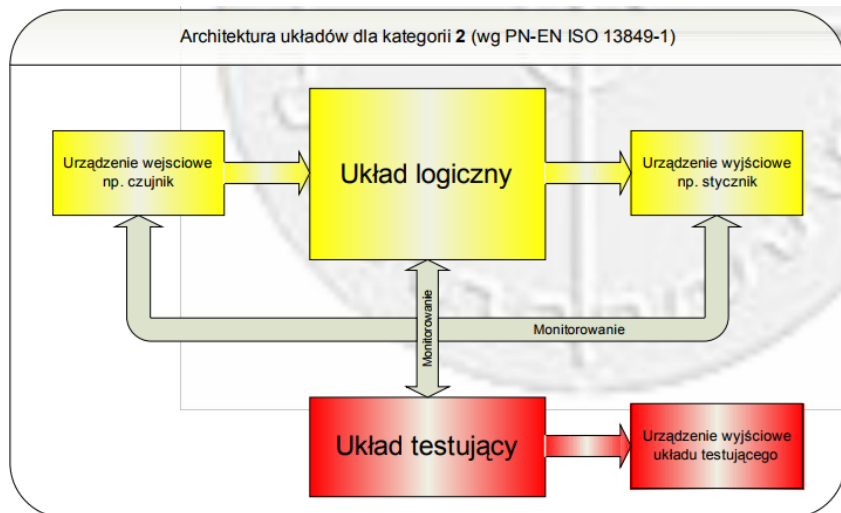 Architektura układów dla kategorii 2 (wg PN-EN ISO 13849-1)
Urządzenie wejsciowe
np. czujnik
Układ logiczny
Urządzenie wyjściowe
np. stycznik
Monitorowanie
Monitorowanie
Układ testujący
Urządzenie wyjściowe
układu testującego